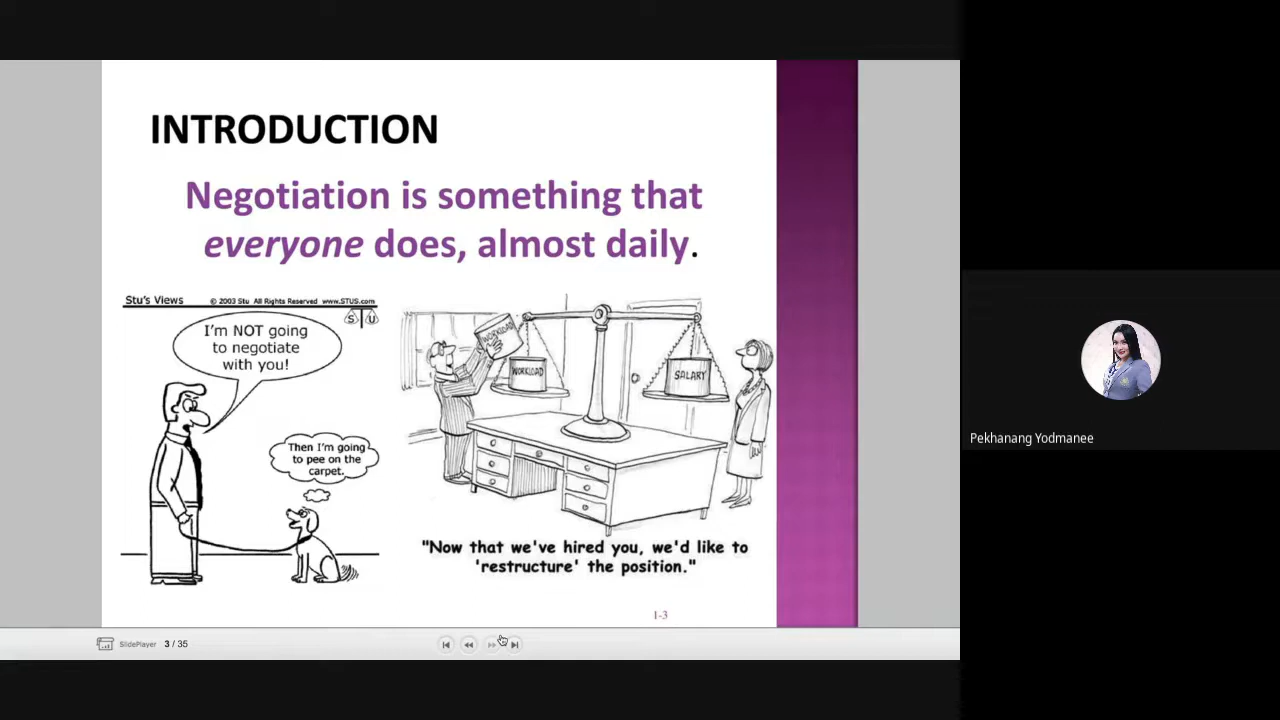 INTRODUCTION
Negotiation is something that
everyone does, almost daily.
Stu's Views © 2003 Stu All Rights Reserved www.STUS.com
S U
I'm NOT going
to negotiate
with you!
Then I'm going
to pee on the
carpet.
WORKLOAD
WORKLOAD
SALARY
"Now that we've hired you, we'd like to
'restructure' the position."
1-3
SlidePlayer 3 / 35
Pekhanang Yodmanee